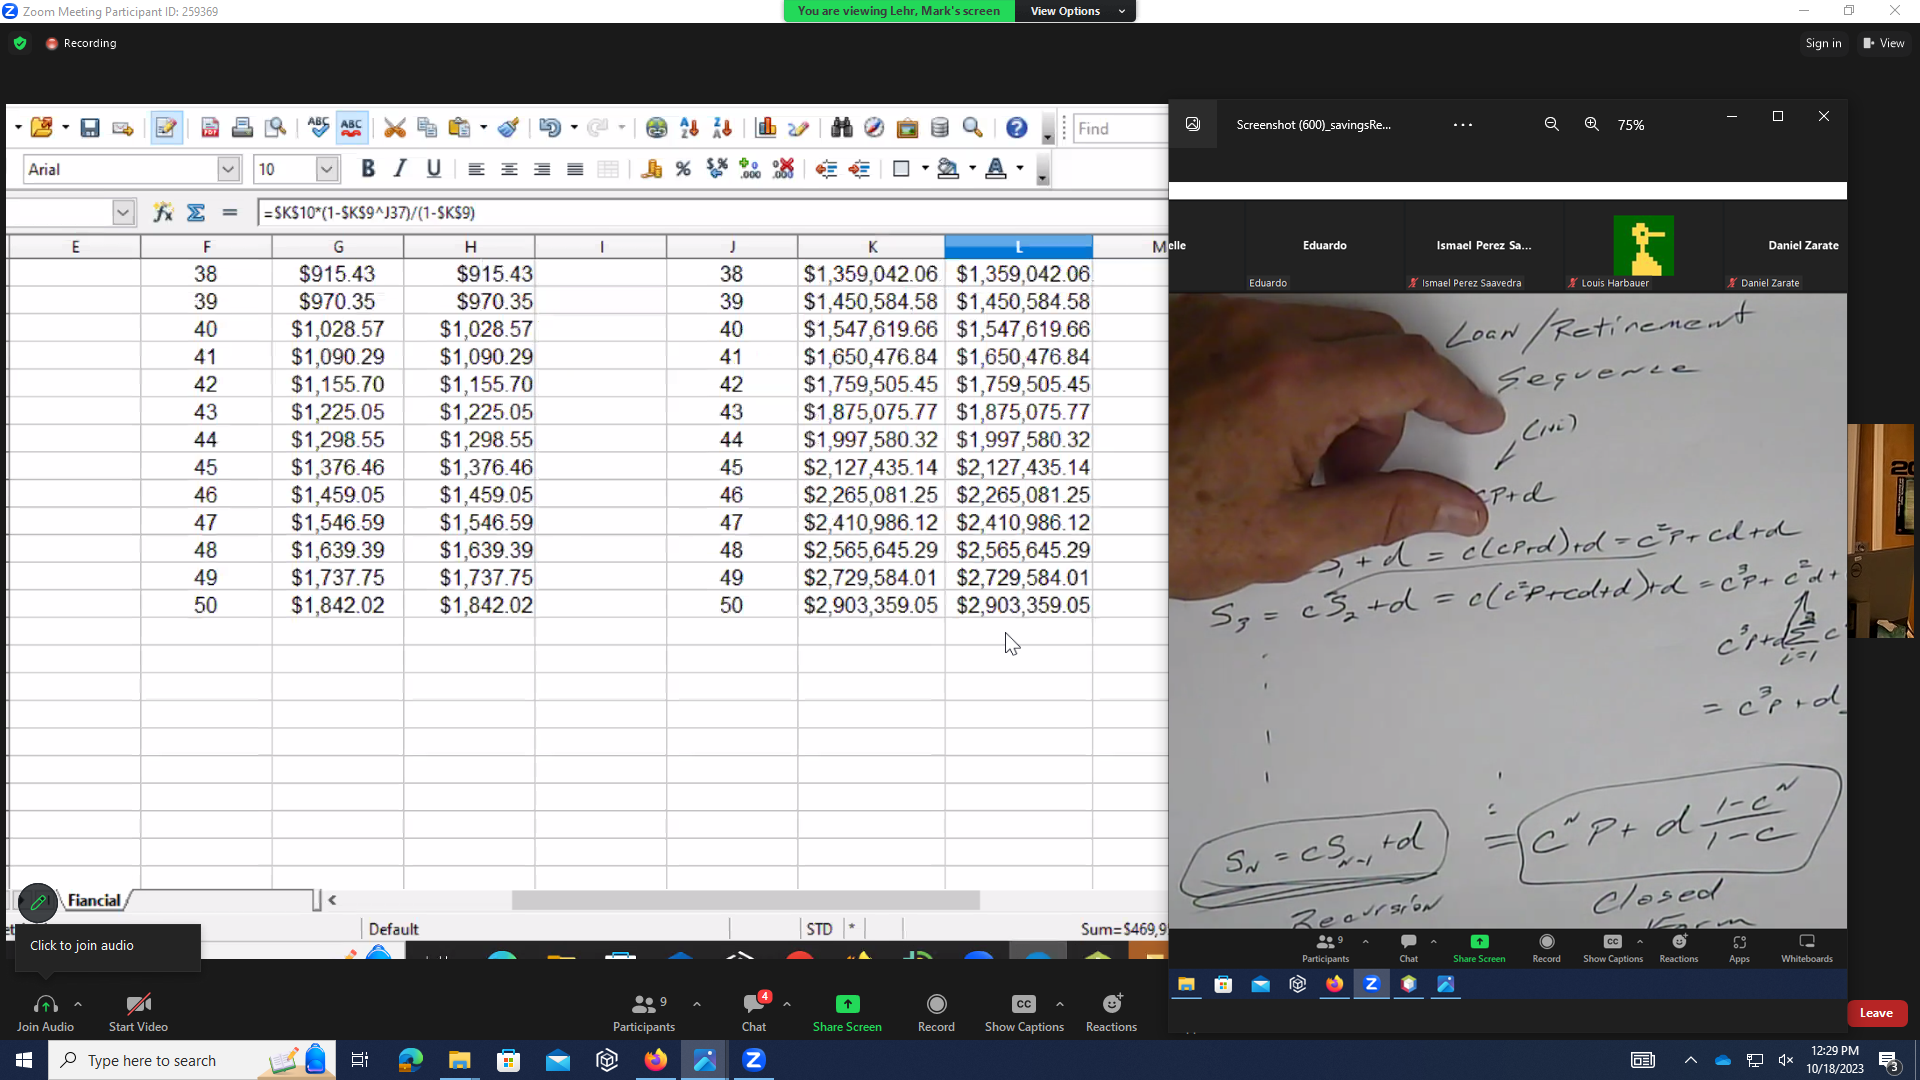 Zoom Meeting Participant ID: 259369
You are viewing Lehr, Mark's screen
View Options
Recording
Sign in
View
Find
Arial
10
B I U
=$K$10*(1-$K$9^J37)/(1-$K$9)
E F G H I J K L M
38 $915.43 $915.43 38 $1,359,042.06 $1,359,042.06
39 $970.35 $970.35 39 $1,450,584.58 $1,450,584.58
40 $1,028.57 $1,028.57 40 $1,547,619.66 $1,547,619.66
41 $1,090.29 $1,090.29 41 $1,650,476.84 $1,650,476.84
42 $1,155.70 $1,155.70 42 $1,759,505.45 $1,759,505.45
43 $1,225.05 $1,225.05 43 $1,875,075.77 $1,875,075.77
44 $1,298.55 $1,298.55 44 $1,997,580.32 $1,997,580.32
45 $1,376.46 $1,376.46 45 $2,127,435.14 $2,127,435.14
46 $1,459.05 $1,459.05 46 $2,265,081.25 $2,265,081.25
47 $1,546.59 $1,546.59 47 $2,410,986.12 $2,410,986.12
48 $1,639.39 $1,639.39 48 $2,565,645.29 $2,565,645.29
49 $1,737.75 $1,737.75 49 $2,729,584.01 $2,729,584.01
50 $1,842.02 $1,842.02 50 $2,903,359.05 $2,903,359.05
Fiancial
Default
STD
*
Sum=$469,9
Screenshot (600)_savingsRe...
75%
elle
Eduardo
Ismael Perez Sa...
Daniel Zarate
Eduardo
Ismael Perez Saavedra
Louis Harbauer
Daniel Zarate
Loan/Retirement
Sequence
(1+i)
cP+d
S₁ + d = c(cP+d)+d = c²P+cd+d
S₃ = cS₂ +d = c(c²P+cd+d)+d = c³P+ c²d+
= c³P + d
S_N = cS_N-1 +d
= c^N P + d (1-c^N)/(1-c)
Recursion
Closed
Form
Participants 9
Chat
Share Screen
Record
CC
Show Captions
Reactions
Apps
Whiteboards
Click to join audio
Join Audio
Start Video
Participants 9
Chat 4
Share Screen
Record
CC
Show Captions
Reactions
Leave
Type here to search
12:29 PM
10/18/2023
3